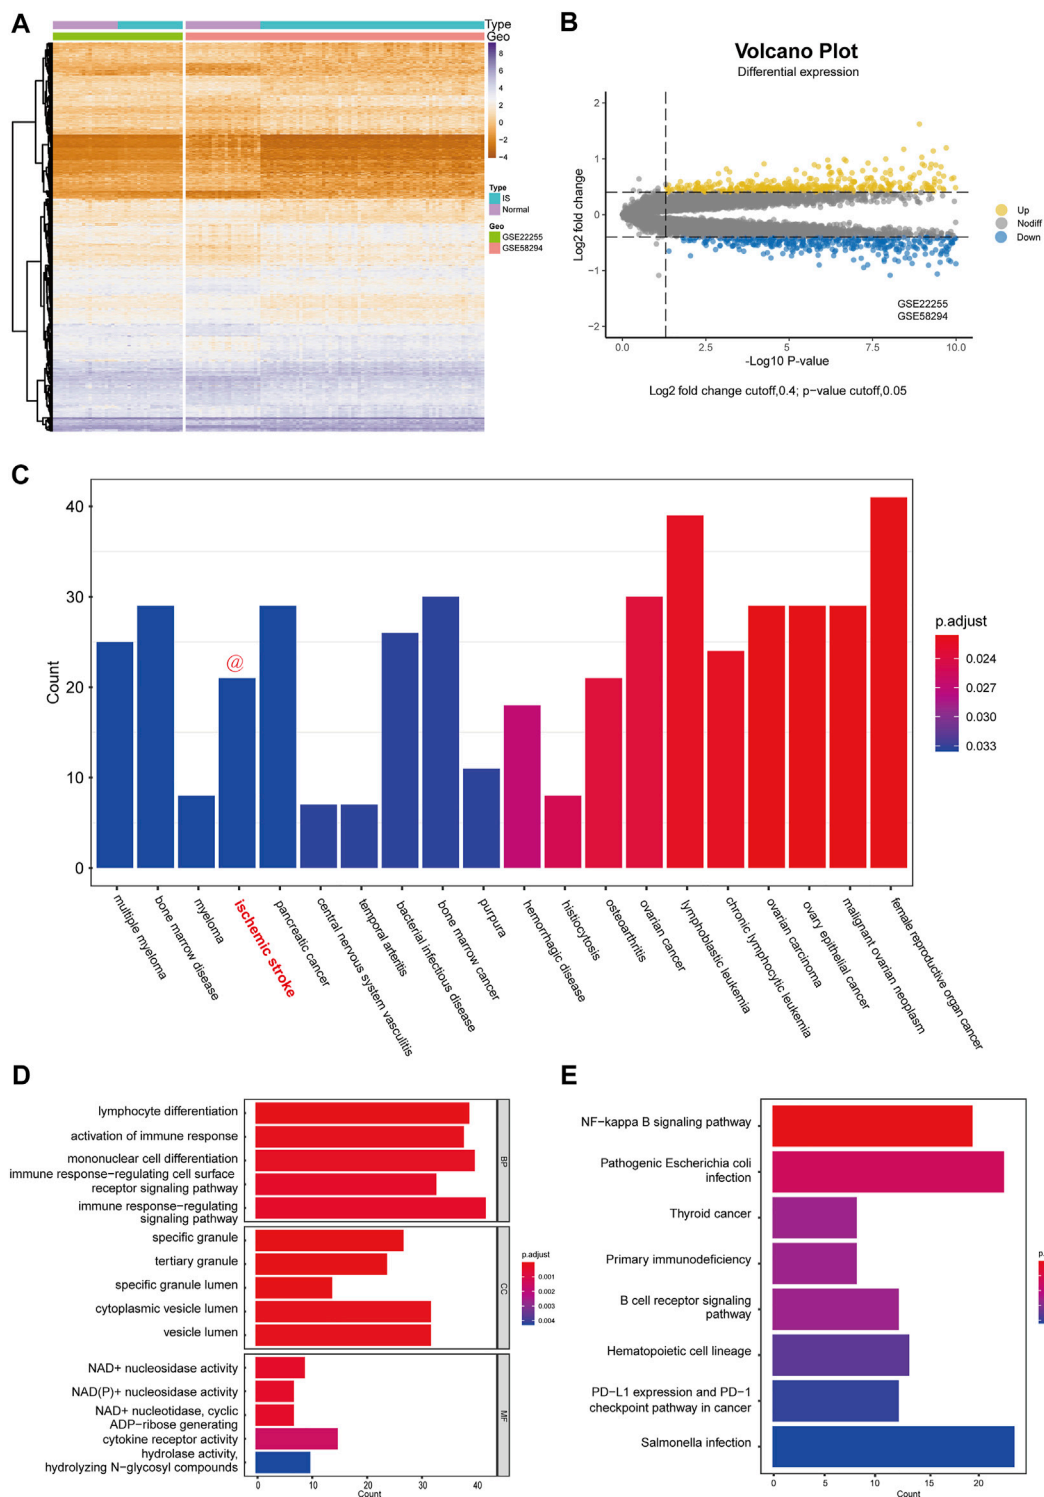 A
Type
Geo
8
6
4
2
0
−2
−4
Type
IS
Normal
Geo
GSE22255
GSE58294
B
Volcano Plot
Differential expression
Log2 fold change
2
1
0
−1
−2
0.0
2.5
5.0
7.5
10.0
-Log10 P-value
GSE22255
GSE58294
Up
Nodiff
Down
Log2 fold change cutoff,0.4; p−value cutoff,0.05
C
Count
40
30
20
10
0
@
multiple myeloma
bone marrow disease
myeloma
ischemic stroke
pancreatic cancer
central nervous system vasculitis
temporal arteritis
bacterial infectious disease
bone marrow cancer
purpura
hemorrhagic disease
histiocytosis
osteoarthritis
ovarian cancer
lymphoblastic leukemia
chronic lymphocytic leukemia
ovarian carcinoma
ovary epithelial cancer
malignant ovarian neoplasm
female reproductive organ cancer
p.adjust
0.024
0.027
0.030
0.033
D
lymphocyte differentiation
activation of immune response
mononuclear cell differentiation
immune response−regulating cell surface
receptor signaling pathway
immune response−regulating
signaling pathway
BP
specific granule
tertiary granule
specific granule lumen
cytoplasmic vesicle lumen
vesicle lumen
CC
NAD+ nucleosidase activity
NAD(P)+ nucleosidase activity
NAD+ nucleotidase, cyclic
ADP−ribose generating
cytokine receptor activity
hydrolase activity,
hydrolyzing N−glycosyl compounds
MF
0
10
20
30
40
Count
p.adjust
0.001
0.002
0.003
0.004
E
NF−kappa B signaling pathway
Pathogenic Escherichia coli
infection
Thyroid cancer
Primary immunodeficiency
B cell receptor signaling
pathway
Hematopoietic cell lineage
PD−L1 expression and PD−1
checkpoint pathway in cancer
Salmonella infection
0
5
10
15
20
Count
p.